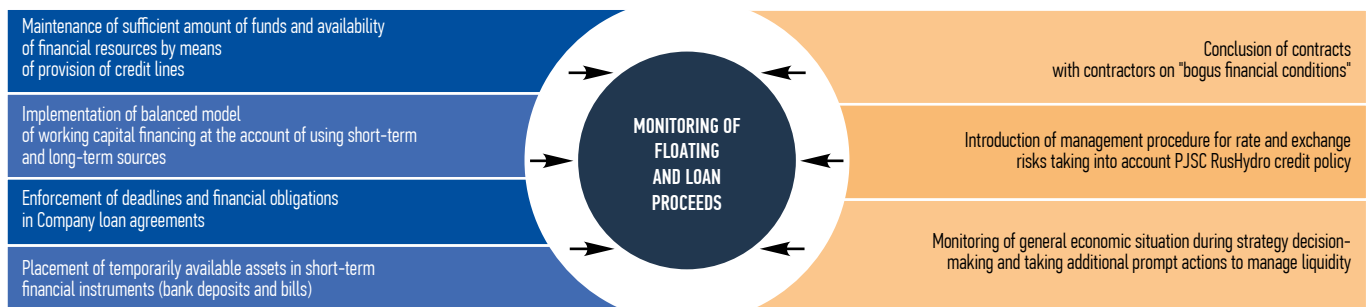 Maintenance of sufficient amount of funds and availability
of financial resources by means
of provision of credit lines
Implementation of balanced model
of working capital financing at the account of using short-term
and long-term sources
Enforcement of deadlines and financial obligations
in Company loan agreements
Placement of temporarily available assets in short-term
financial instruments (bank deposits and bills)
MONITORING OF
FLOATING
AND LOAN
PROCEEDS
Conclusion of contracts
with contractors on "bogus financial conditions"
Introduction of management procedure for rate and exchange
risks taking into account PJSC RusHydro credit policy
Monitoring of general economic situation during strategy decision-
making and taking additional prompt actions to manage liquidity